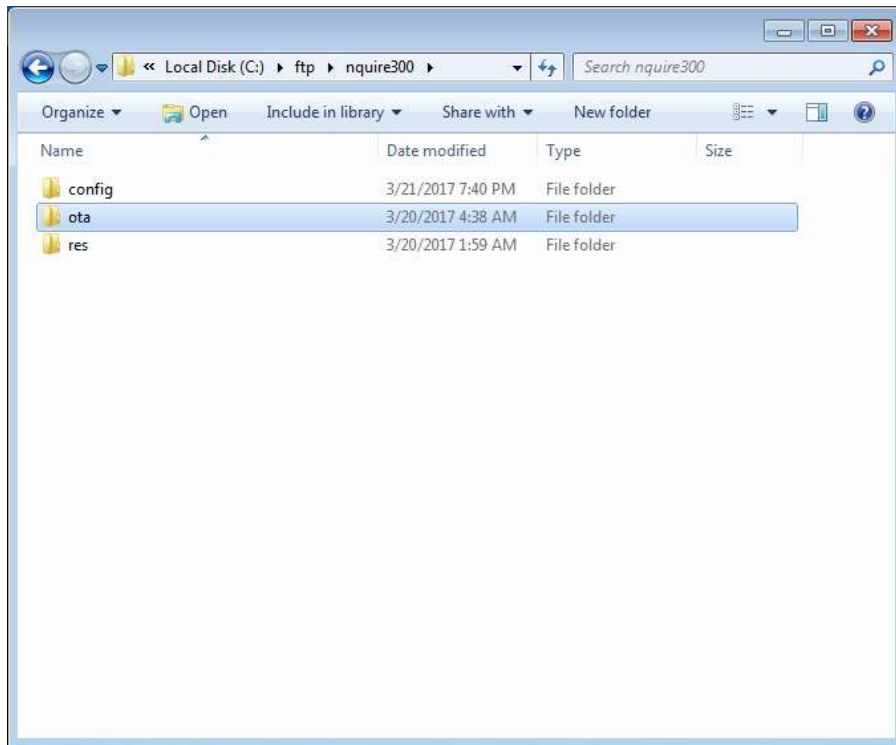 « Local Disk (C:) ▸ ftp ▸ nquire300 ▸ Search nquire300
Organize Open Include in library Share with New folder
Name Date modified Type Size
config 3/21/2017 7:40 PM File folder
ota 3/20/2017 4:38 AM File folder
res 3/20/2017 1:59 AM File folder